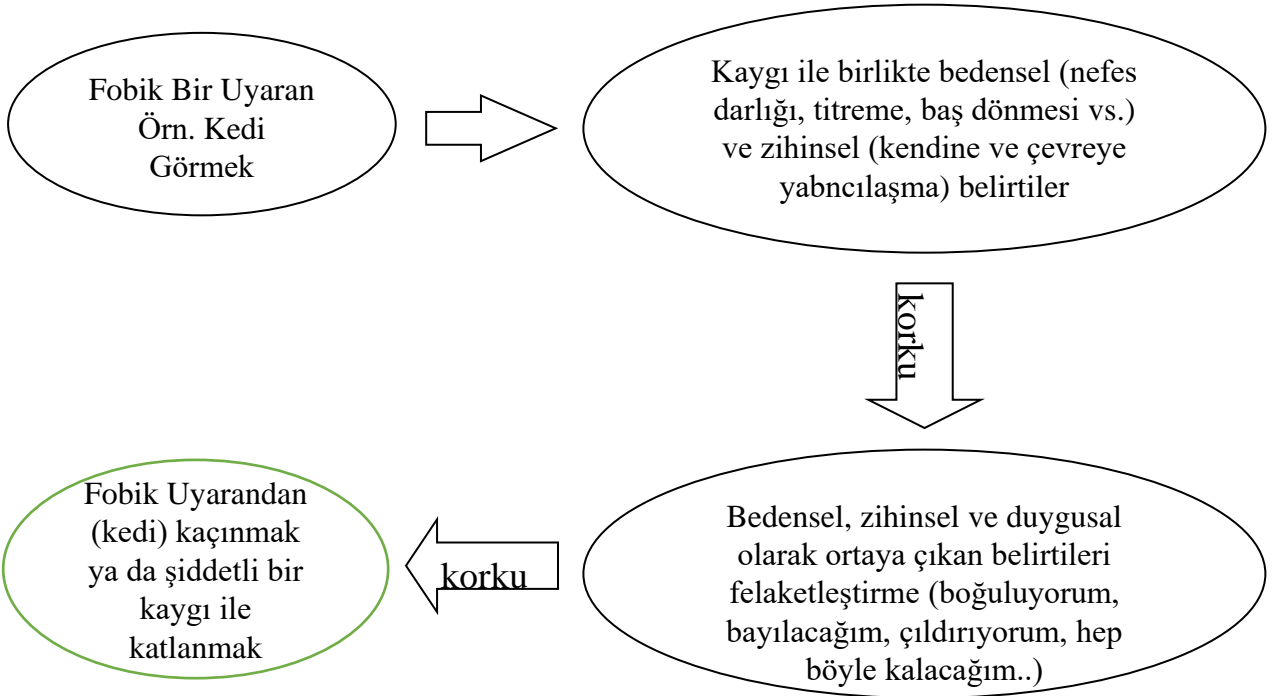 Fobik Bir Uyaran
Örn. Kedi
Görmek
Kaygı ile birlikte bedensel (nefes
darlığı, titreme, baş dönmesi vs.)
ve zihinsel (kendine ve çevreye
yabncılaşma) belirtiler
korku
Bedensel, zihinsel ve duygusal
olarak ortaya çıkan belirtileri
felaketleştirme (boğuluyorum,
bayılacağım, çıldırıyorum, hep
böyle kalacağım..)
korku
Fobik Uyarandan
(kedi) kaçınmak
ya da şiddetli bir
kaygı ile
katlanmak